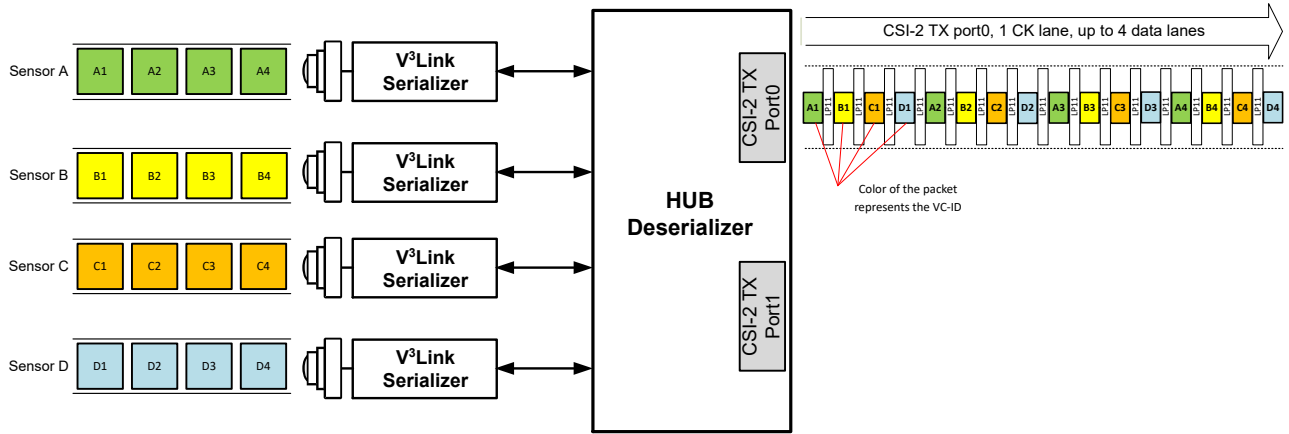 Sensor A
A1 A2 A3 A4
V³Link
Serializer
Sensor B
B1 B2 B3 B4
V³Link
Serializer
Sensor C
C1 C2 C3 C4
V³Link
Serializer
Sensor D
D1 D2 D3 D4
V³Link
Serializer
HUB
Deserializer
CSI-2 TX
Port0
CSI-2 TX
Port1
CSI-2 TX port0, 1 CK lane, up to 4 data lanes
A1 LP11 B1 LP11 C1 LP11 D1 LP11 A2 LP11 B2 LP11 C2 LP11 D2 LP11 A3 LP11 B3 LP11 C3 LP11 D3 LP11 A4 LP11 B4 LP11 C4 LP11 D4
Color of the packet
represents the VC-ID